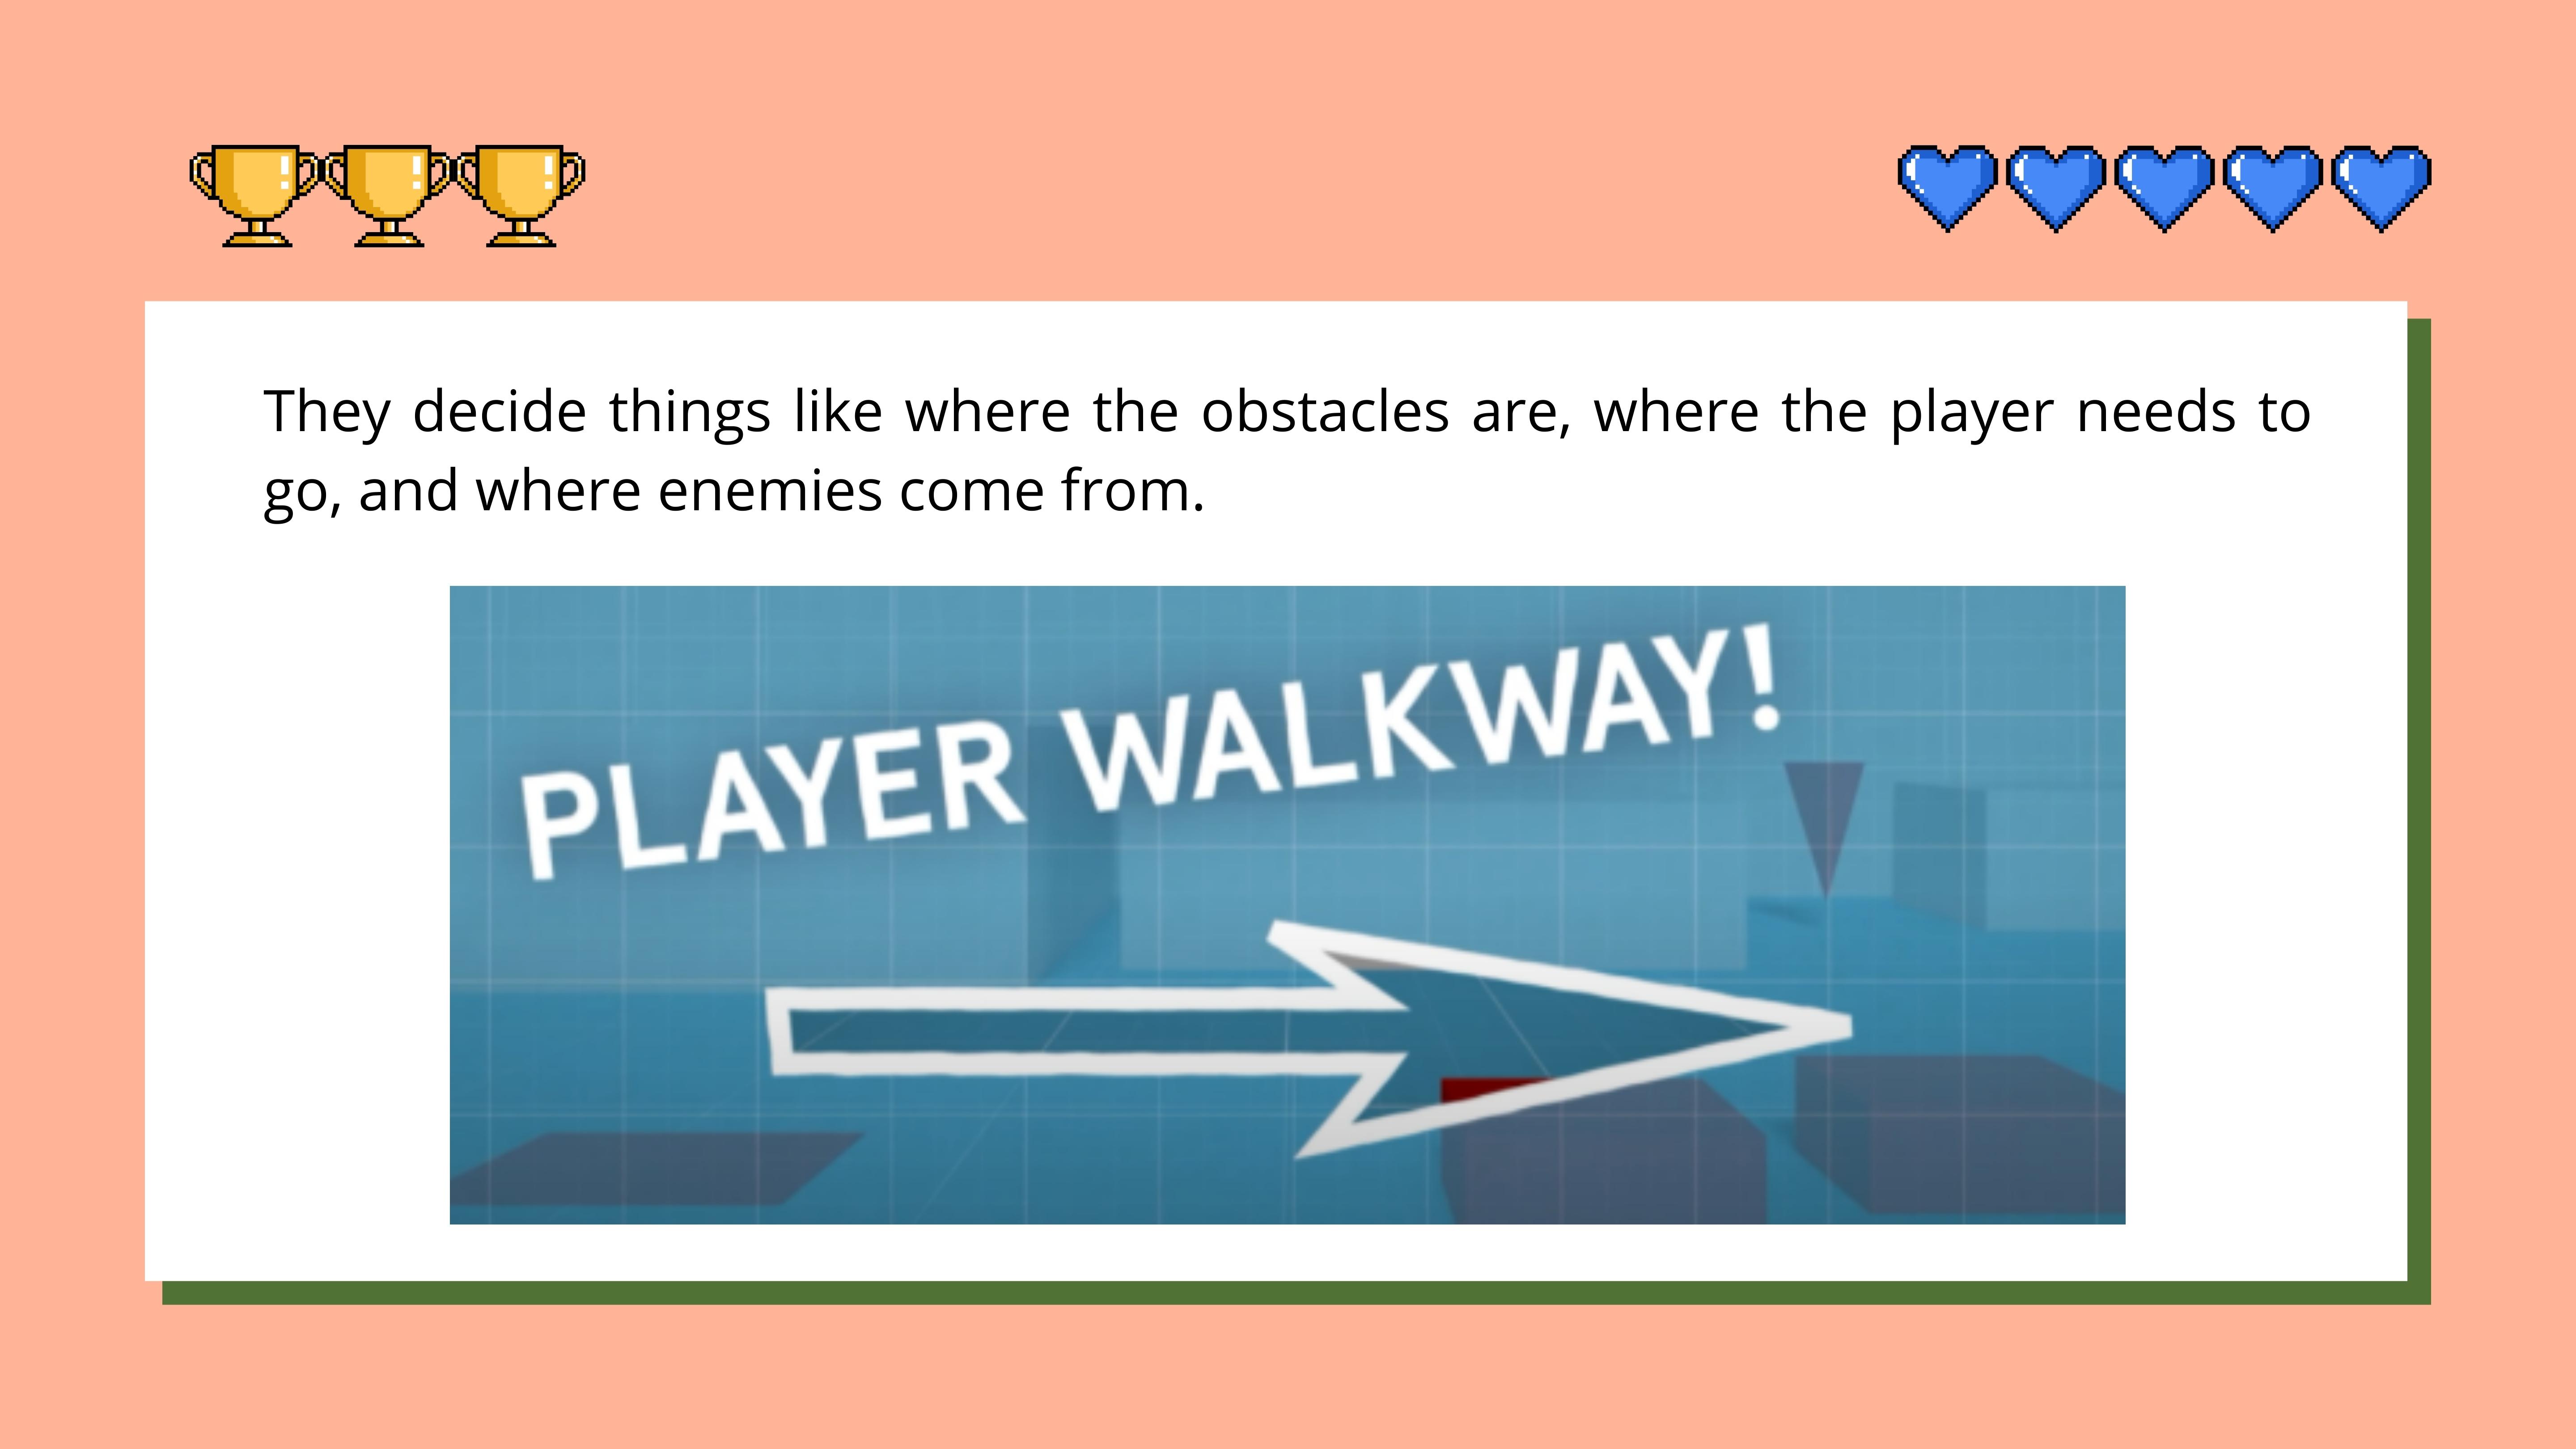 They decide things like where the obstacles are, where the player needs to
go, and where enemies come from.
PLAYER WALKWAY!